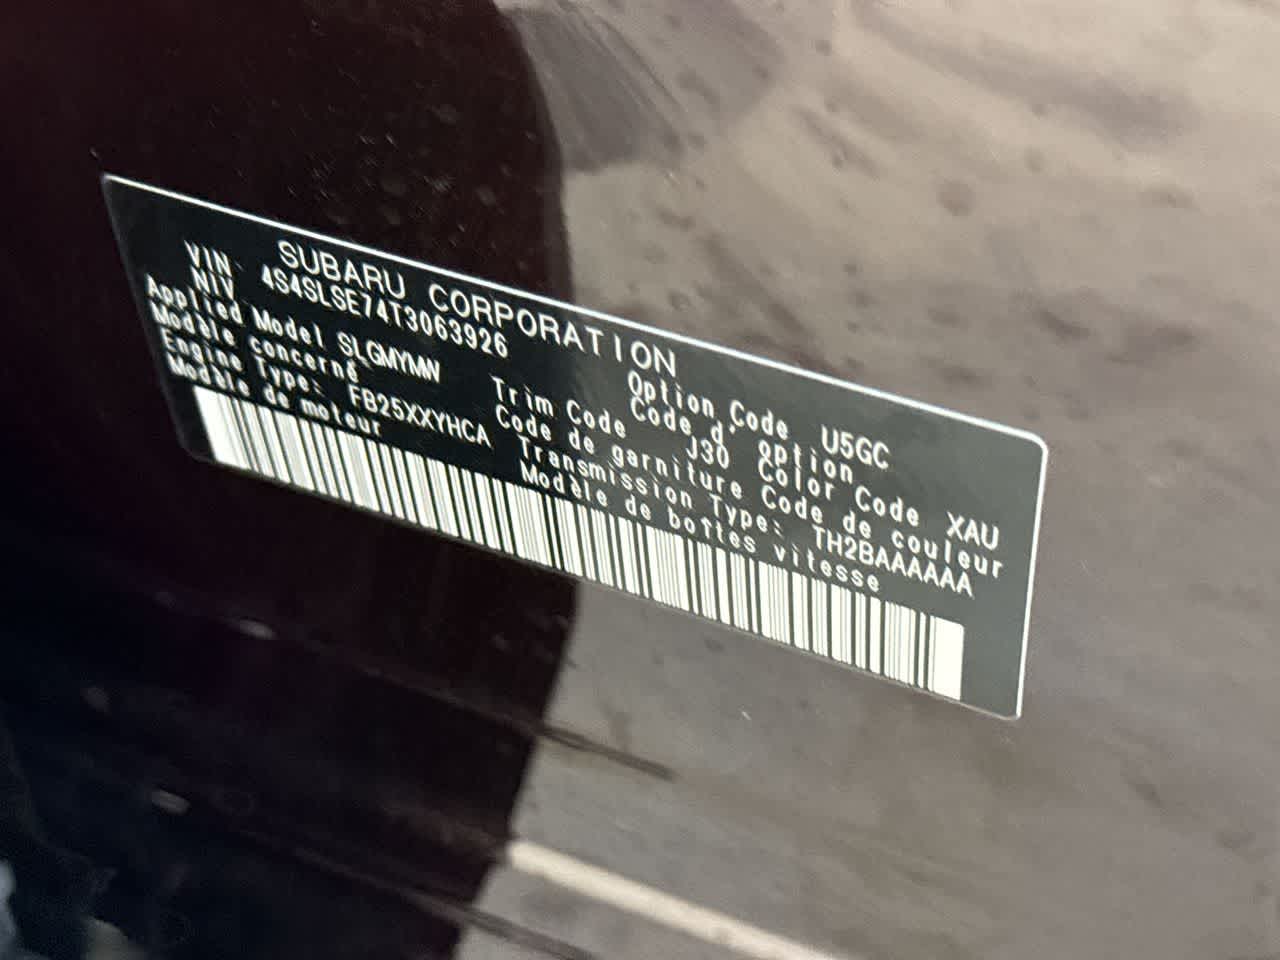 SUBARU CORPORATION
VIN 4S4SLSE74T3063926
NIV
Option Code U5GC
Code d'option
Applied Model SLGMYMW
Modèle concerné
Trim Code J30 Color Code XAU
Code de garniture Code de couleur
Engine Type: FB25XXYHCA Transmission Type: TH2BAAAAAA
Modèle de moteur Modèle de boîtes vitesse